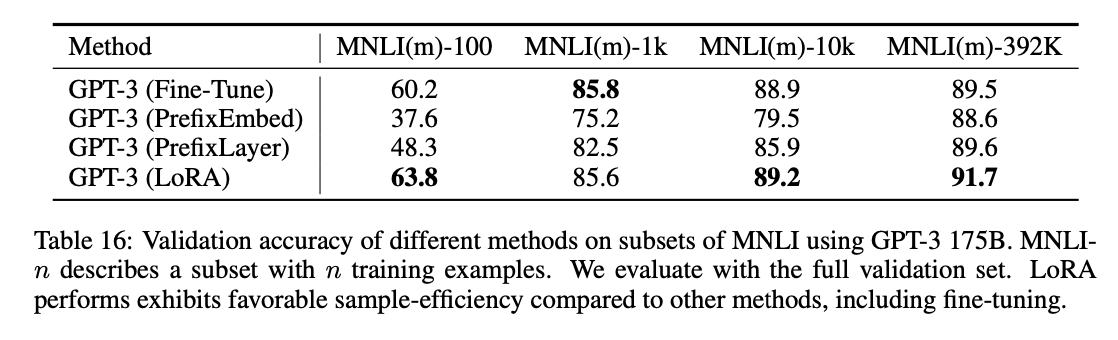 Method MNLI(m)-100 MNLI(m)-1k MNLI(m)-10k MNLI(m)-392K
GPT-3 (Fine-Tune) 60.2 85.8 88.9 89.5
GPT-3 (PrefixEmbed) 37.6 75.2 79.5 88.6
GPT-3 (PrefixLayer) 48.3 82.5 85.9 89.6
GPT-3 (LoRA) 63.8 85.6 89.2 91.7
Table 16: Validation accuracy of different methods on subsets of MNLI using GPT-3 175B. MNLI-
n describes a subset with n training examples. We evaluate with the full validation set. LoRA
performs exhibits favorable sample-efficiency compared to other methods, including fine-tuning.